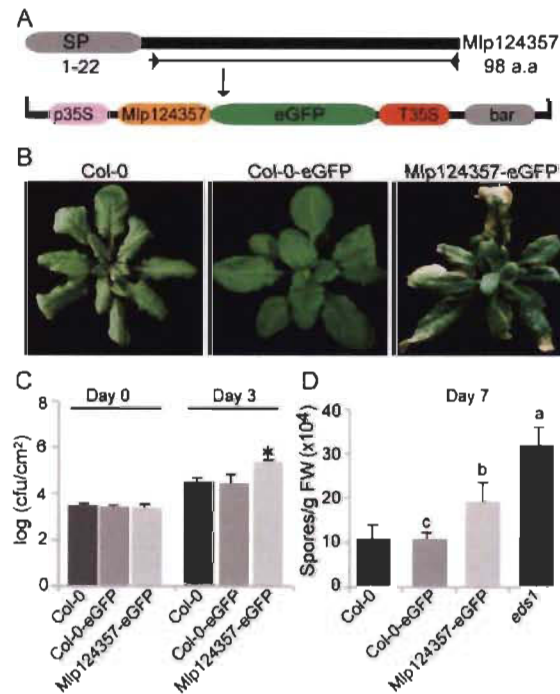 A
SP
Mlp124357
1-22
98 a.a
p35S
Mlp124357
eGFP
T35S
bar
B
Col-0
Col-0-eGFP
Mlp124357-eGFP
C
Day 0
Day 3
log (cfu/cm²)
8
6
4
2
0
*
Col-0
Col-0-eGFP
Mlp124357-eGFP
Col-0
Col-0-eGFP
Mlp124357-eGFP
D
Day 7
Spores/g FW (x10⁴)
40
30
20
10
0
c
b
a
Col-0
Col-0-eGFP
Mlp124357-eGFP
eds1